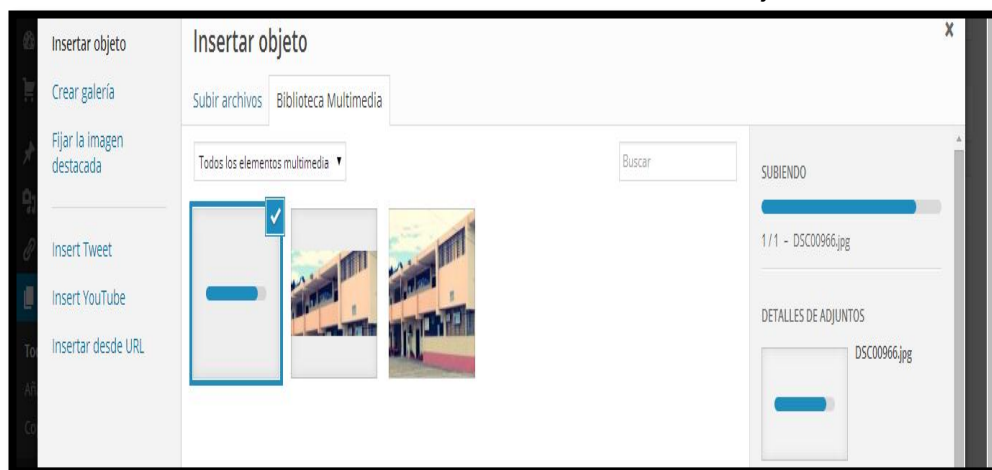 Insertar objeto
Crear galería
Fijar la imagen
destacada
Insert Tweet
Insert YouTube
Insertar desde URL
Insertar objeto
x
Subir archivos
Biblioteca Multimedia
Todos los elementos multimedia
Buscar
SUBIENDO
1/1 - DSC00966.jpg
DETALLES DE ADJUNTOS
DSC00966.jpg